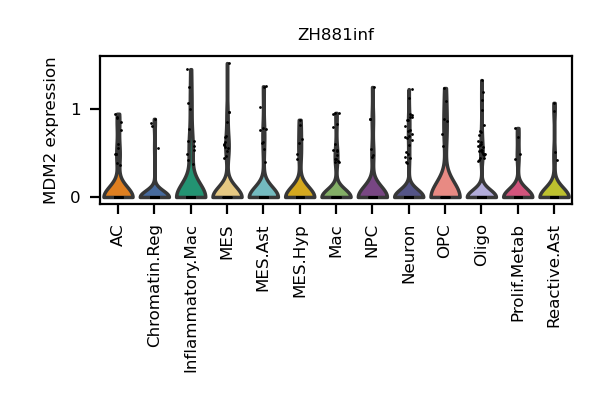 ZH881inf
MDM2 expression
1
0
AC
Chromatin.Reg
Inflammatory.Mac
MES
MES.Ast
MES.Hyp
Mac
NPC
Neuron
OPC
Oligo
Prolif.Metab
Reactive.Ast